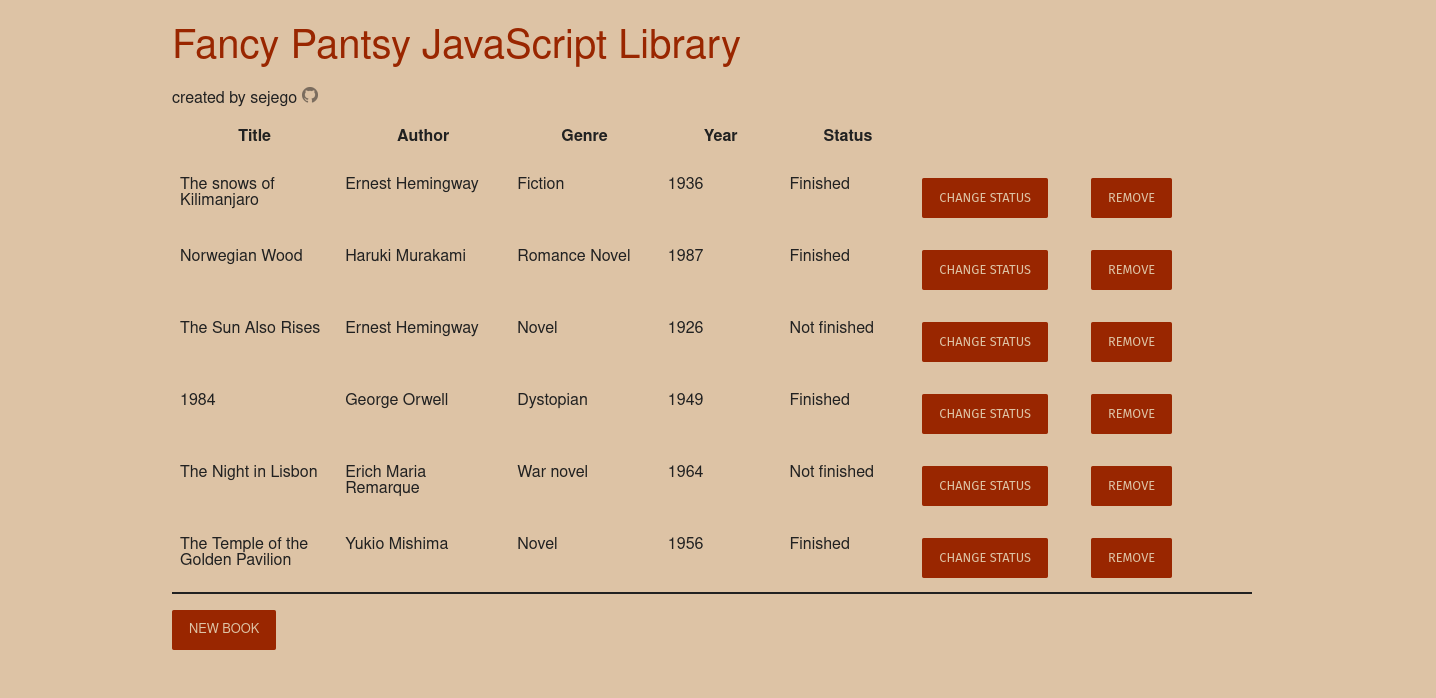 Fancy Pantsy JavaScript Library
created by sejego
Title Author Genre Year Status
The snows of Kilimanjaro Ernest Hemingway Fiction 1936 Finished CHANGE STATUS REMOVE
Norwegian Wood Haruki Murakami Romance Novel 1987 Finished CHANGE STATUS REMOVE
The Sun Also Rises Ernest Hemingway Novel 1926 Not finished CHANGE STATUS REMOVE
1984 George Orwell Dystopian 1949 Finished CHANGE STATUS REMOVE
The Night in Lisbon Erich Maria Remarque War novel 1964 Not finished CHANGE STATUS REMOVE
The Temple of the Golden Pavilion Yukio Mishima Novel 1956 Finished CHANGE STATUS REMOVE
NEW BOOK